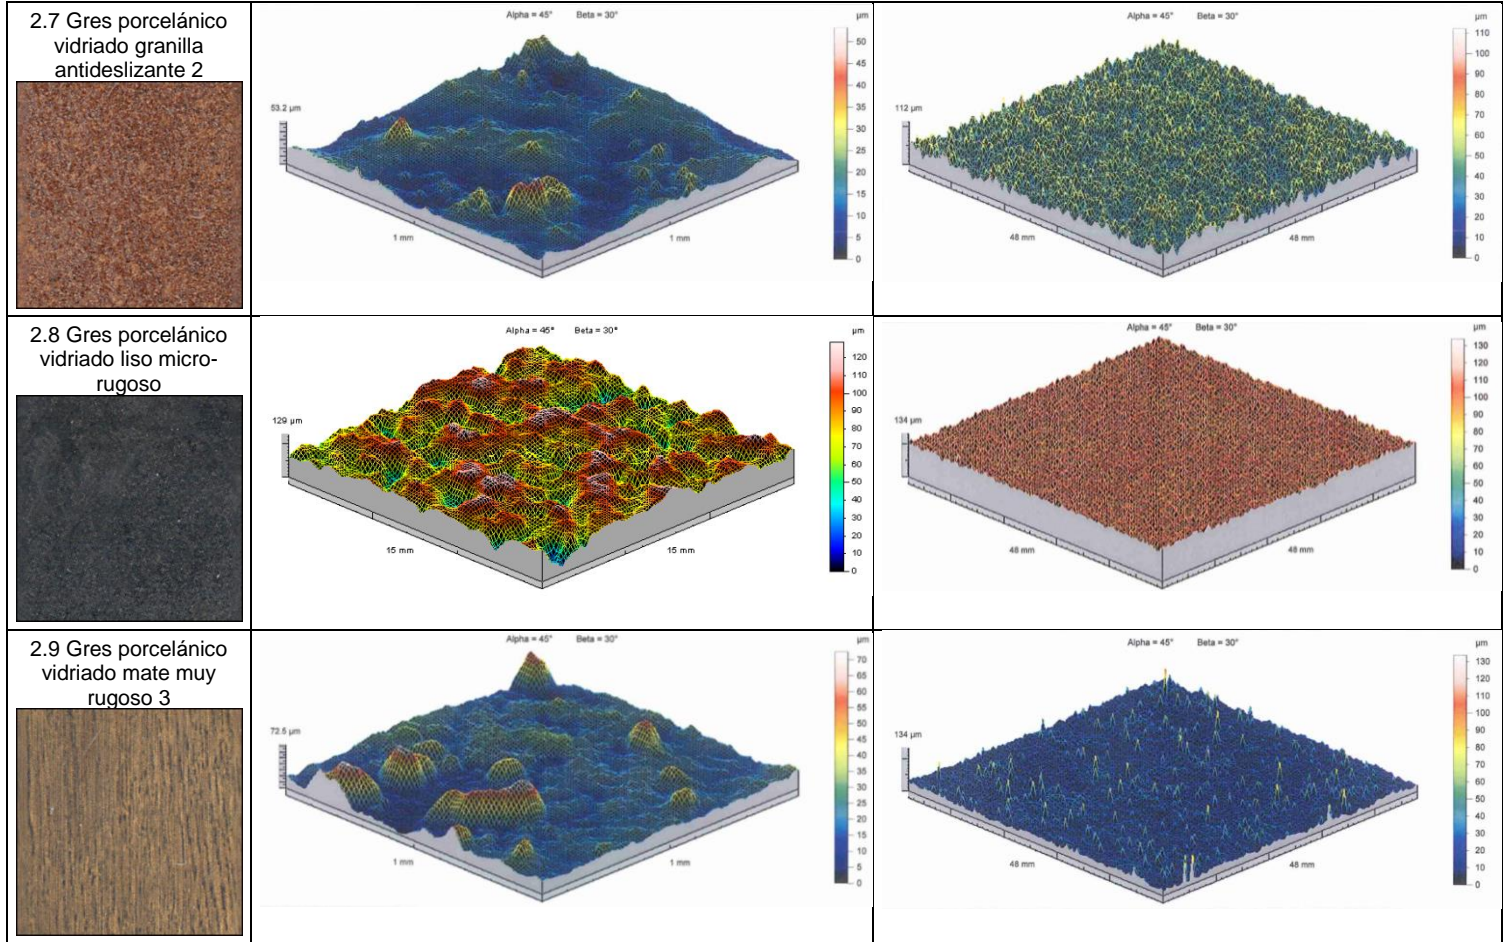 2.7 Gres porcelánico
vidriado granilla
antideslizante 2
Alpha = 45° Beta = 30°
µm
50
45
40
35
30
25
20
15
10
5
0
53.2 µm
1 mm
1 mm
Alpha = 45° Beta = 30°
µm
110
100
90
80
70
60
50
40
30
20
10
0
112 µm
48 mm
48 mm
2.8 Gres porcelánico
vidriado liso micro-
rugoso
Alpha = 45° Beta = 30°
µm
120
110
100
90
80
70
60
50
40
30
20
10
0
129 µm
15 mm
15 mm
Alpha = 45° Beta = 30°
µm
130
120
110
100
90
80
70
60
50
40
30
20
10
0
134 µm
48 mm
48 mm
2.9 Gres porcelánico
vidriado mate muy
rugoso 3
Alpha = 45° Beta = 30°
µm
70
65
60
55
50
45
40
35
30
25
20
15
10
5
0
72.5 µm
1 mm
1 mm
Alpha = 45° Beta = 30°
µm
130
120
110
100
90
80
70
60
50
40
30
20
10
0
134 µm
48 mm
48 mm